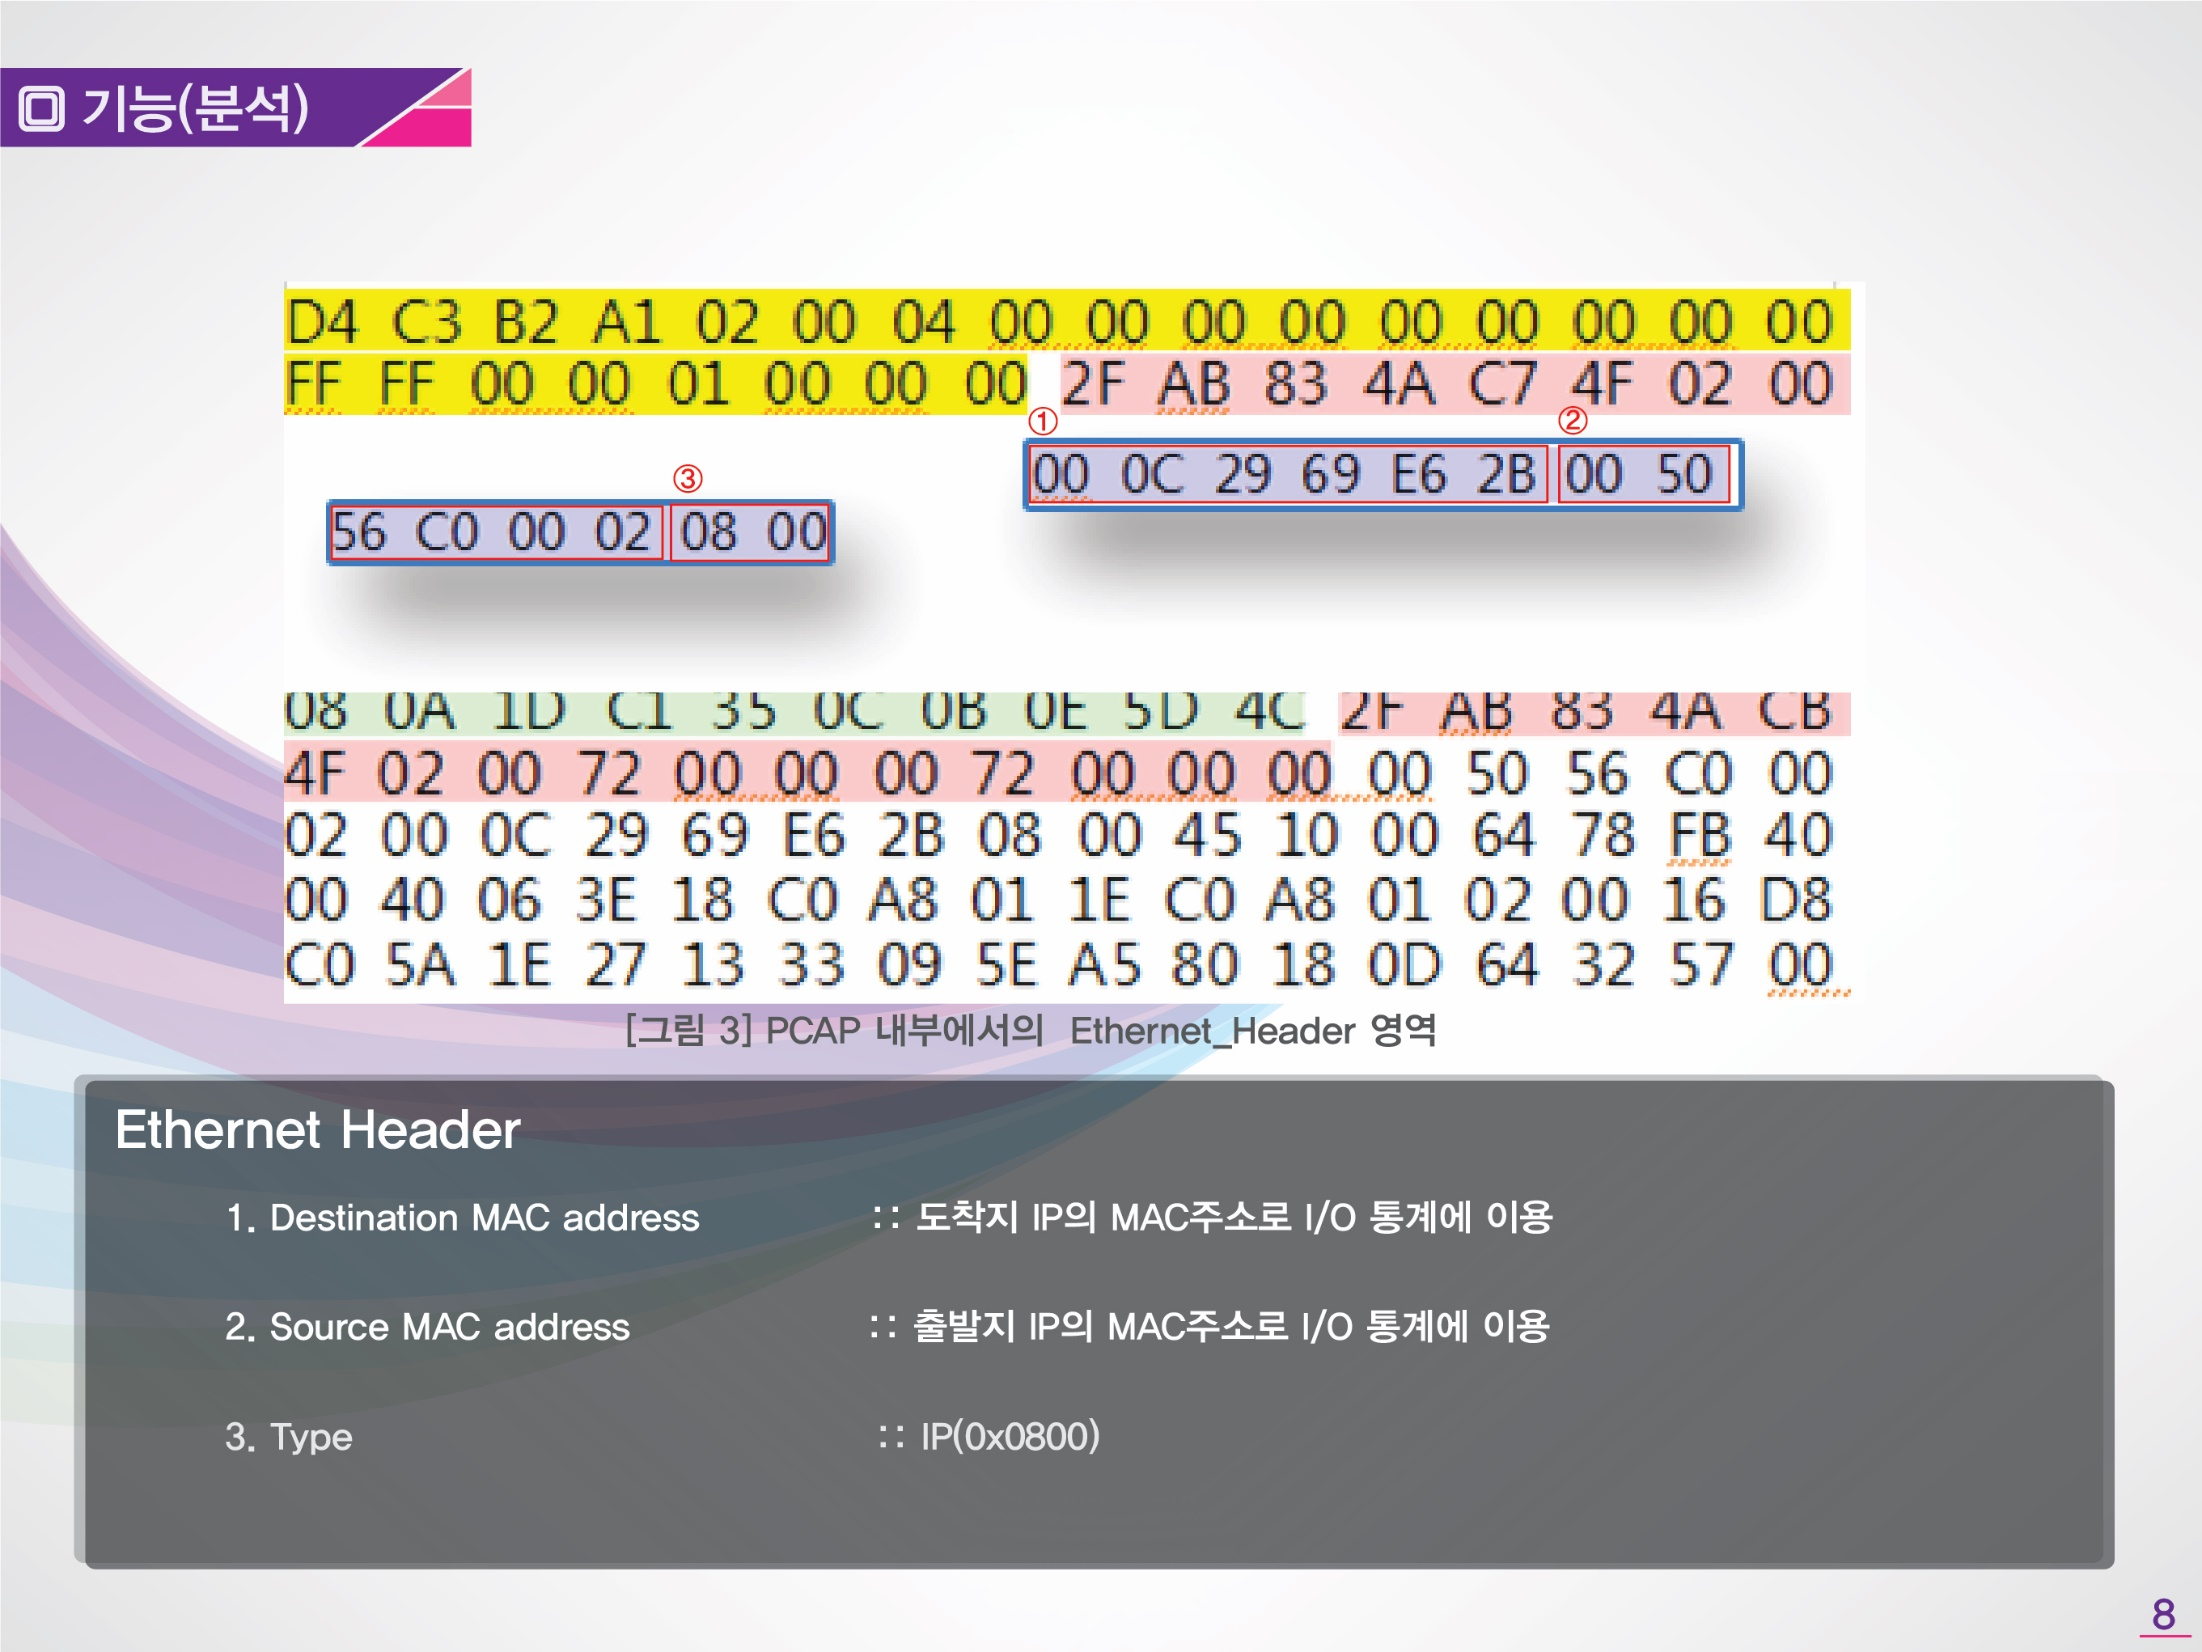 기능(분석)
D4 C3 B2 A1 02 00 04 00 00 00 00 00 00 00 00 00
FF FF 00 00 01 00 00 00 2F AB 83 4A C7 4F 02 00
① ②
00 0C 29 69 E6 2B 00 50
③
56 C0 00 02 08 00
08 0A 1D C1 35 0C 0B 0E 5D 4C 2F AB 83 4A CB
4F 02 00 72 00 00 00 72 00 00 00 00 50 56 C0 00
02 00 0C 29 69 E6 2B 08 00 45 10 00 64 78 FB 40
00 40 06 3E 18 C0 A8 01 1E C0 A8 01 02 00 16 D8
C0 5A 1E 27 13 33 09 5E A5 80 18 0D 64 32 57 00
[그림 3] PCAP 내부에서의 Ethernet_Header 영역
Ethernet Header
1. Destination MAC address :: 도착지 IP의 MAC주소로 I/O 통계에 이용
2. Source MAC address :: 출발지 IP의 MAC주소로 I/O 통계에 이용
3. Type :: IP(0x0800)
8